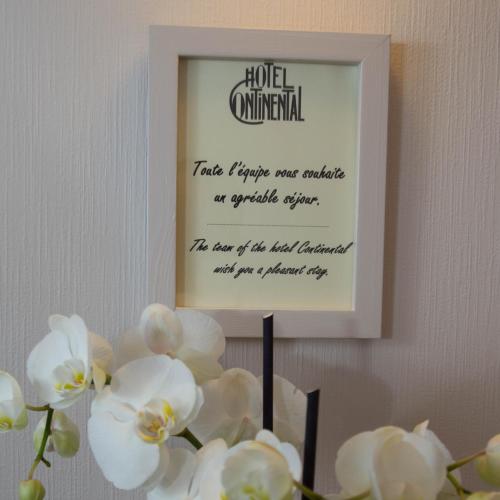 HOTEL
CONTINENTAL
Toute l'équipe vous souhaite
un agréable séjour.
The team of the hotel Continental
wish you a pleasant stay.